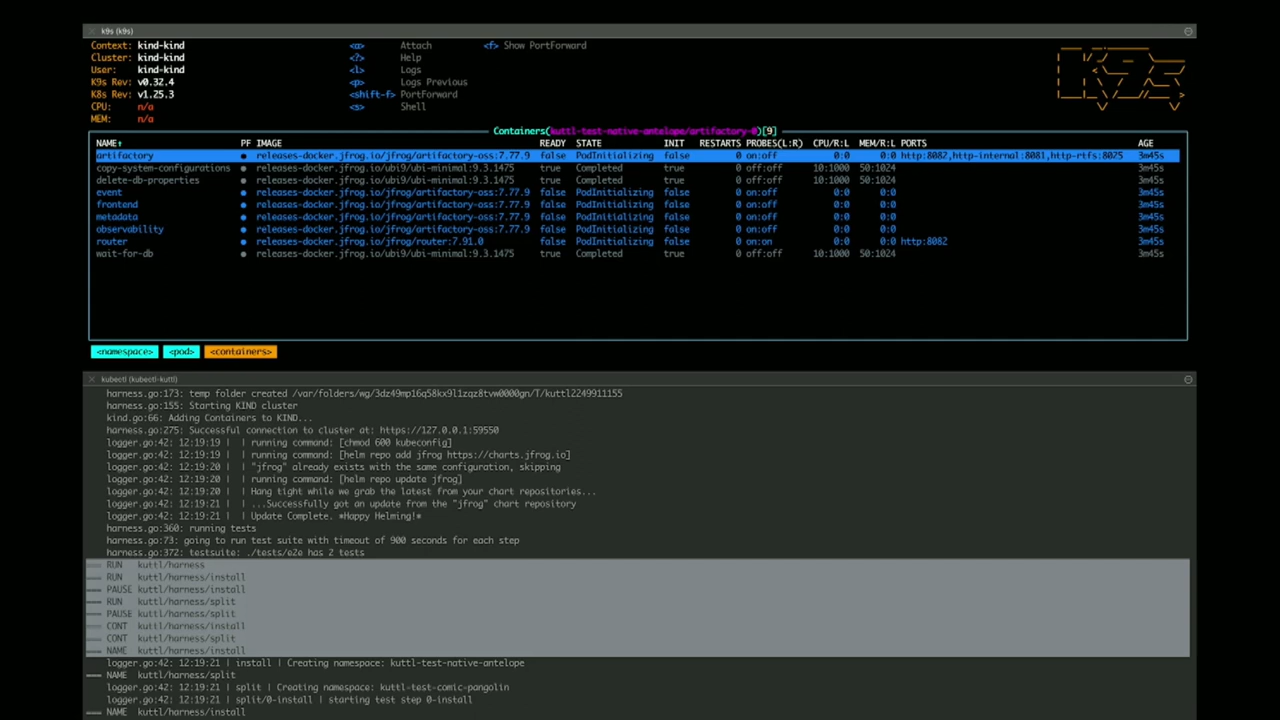 k9s (k9s)
Context: kind-kind <a> Attach <f> Show PortForward
Cluster: kind-kind <?> Help
User: kind-kind <l> Logs
K9s Rev: v0.32.4 <p> Logs Previous
K8s Rev: v1.25.3 <shift-f> PortForward
CPU: n/a <s> Shell
MEM: n/a
Containers(kuttl-test-native-antelope/artifactory-0)[9]
NAME↑ PF IMAGE READY STATE INIT RESTARTS PROBES(L:R) CPU/R:L MEM/R:L PORTS AGE
artifactory ● releases-docker.jfrog.io/jfrog/artifactory-oss:7.77.9 false PodInitializing false 0 on:off 0:0 0:0 http:8082,http-internal:8081,http-rtfs:8025 3m45s
copy-system-configurations ● releases-docker.jfrog.io/ubi9/ubi-minimal:9.3.1475 true Completed true 0 off:off 10:1000 50:1024 3m45s
delete-db-properties ● releases-docker.jfrog.io/ubi9/ubi-minimal:9.3.1475 true Completed true 0 off:off 10:1000 50:1024 3m45s
event ● releases-docker.jfrog.io/jfrog/artifactory-oss:7.77.9 false PodInitializing false 0 on:off 0:0 0:0 3m45s
frontend ● releases-docker.jfrog.io/jfrog/artifactory-oss:7.77.9 false PodInitializing false 0 on:off 0:0 0:0 3m45s
metadata ● releases-docker.jfrog.io/jfrog/artifactory-oss:7.77.9 false PodInitializing false 0 on:off 0:0 0:0 3m45s
observability ● releases-docker.jfrog.io/jfrog/artifactory-oss:7.77.9 false PodInitializing false 0 on:off 0:0 0:0 3m45s
router ● releases-docker.jfrog.io/jfrog/router:7.91.0 false PodInitializing false 0 on:on 0:0 0:0 http:8082 3m45s
wait-for-db ● releases-docker.jfrog.io/ubi9/ubi-minimal:9.3.1475 true Completed true 0 off:off 10:1000 50:1024 3m45s
<namespace> <pod> <containers>
kubectl (kubectl-kuttl)
harness.go:173: temp folder created /var/folders/wg/3dz49mp16q58kx9l1zqz8tvw0000gn/T/kuttl2249911155
harness.go:155: Starting KIND cluster
kind.go:66: Adding Containers to KIND...
harness.go:275: Successful connection to cluster at: https://127.0.0.1:59550
logger.go:42: 12:19:19 | | running command: [chmod 600 kubeconfig]
logger.go:42: 12:19:19 | | running command: [helm repo add jfrog https://charts.jfrog.io]
logger.go:42: 12:19:20 | | "jfrog" already exists with the same configuration, skipping
logger.go:42: 12:19:20 | | running command: [helm repo update jfrog]
logger.go:42: 12:19:20 | | Hang tight while we grab the latest from your chart repositories...
logger.go:42: 12:19:21 | | ...Successfully got an update from the "jfrog" chart repository
logger.go:42: 12:19:21 | | Update Complete. ⎈Happy Helming!⎈
harness.go:360: running tests
harness.go:73: going to run test suite with timeout of 900 seconds for each step
harness.go:372: testsuite: ./tests/e2e has 2 tests
=== RUN kuttl/harness
=== RUN kuttl/harness/install
=== PAUSE kuttl/harness/install
=== RUN kuttl/harness/split
=== PAUSE kuttl/harness/split
=== CONT kuttl/harness/install
=== CONT kuttl/harness/split
=== NAME kuttl/harness/install
logger.go:42: 12:19:21 | install | Creating namespace: kuttl-test-native-antelope
=== NAME kuttl/harness/split
logger.go:42: 12:19:21 | split | Creating namespace: kuttl-test-comic-pangolin
logger.go:42: 12:19:21 | split/0-install | starting test step 0-install
=== NAME kuttl/harness/install